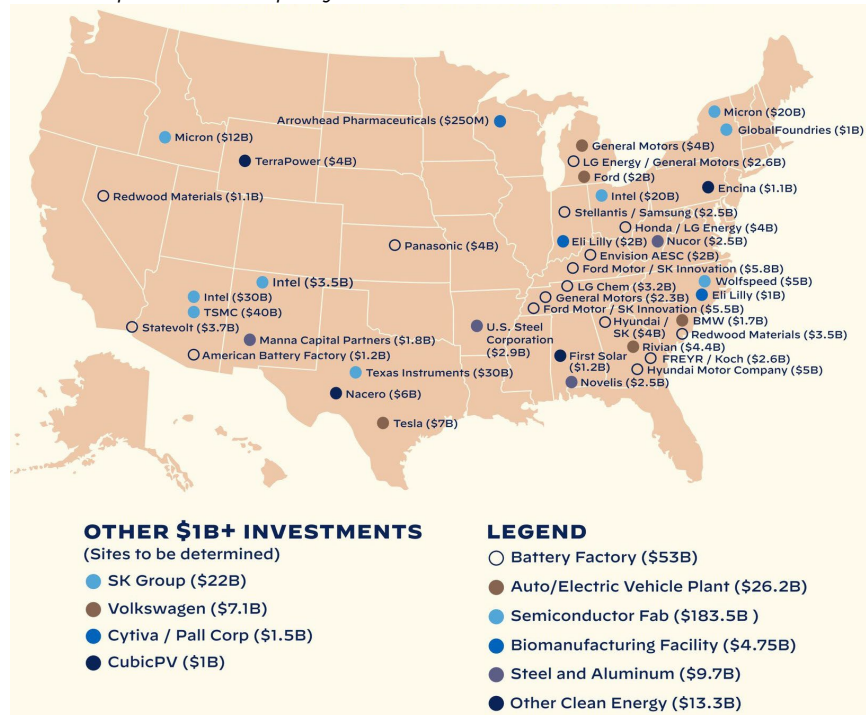 Arrowhead Pharmaceuticals ($250M)
Micron ($20B)
GlobalFoundries ($1B)
Micron ($12B)
TerraPower ($4B)
General Motors ($4B)
LG Energy / General Motors ($2.6B)
Ford ($2B)
Encina ($1.1B)
Redwood Materials ($1.1B)
Intel ($20B)
Stellantis / Samsung ($2.5B)
Honda / LG Energy ($4B)
Panasonic ($4B)
Eli Lilly ($2B)
Nucor ($2.5B)
Envision AESC ($2B)
Ford Motor / SK Innovation ($5.8B)
Intel ($3.5B)
Wolfspeed ($5B)
LG Chem ($3.2B)
Eli Lilly ($1B)
Intel ($30B)
General Motors ($2.3B)
TSMC ($40B)
Ford Motor / SK Innovation ($5.5B)
Statevolt ($3.7B)
U.S. Steel
Corporation
($2.9B)
Hyundai /
SK ($4B)
BMW ($1.7B)
Redwood Materials ($3.5B)
Manna Capital Partners ($1.8B)
Rivian ($4.4B)
American Battery Factory ($1.2B)
First Solar
($1.2B)
FREYR / Koch ($2.6B)
Hyundai Motor Company ($5B)
Texas Instruments ($30B)
Novelis ($2.5B)
Nacero ($6B)
Tesla ($7B)
OTHER $1B+ INVESTMENTS
(Sites to be determined)
SK Group ($22B)
Volkswagen ($7.1B)
Cytiva / Pall Corp ($1.5B)
CubicPV ($1B)
LEGEND
Battery Factory ($53B)
Auto/Electric Vehicle Plant ($26.2B)
Semiconductor Fab ($183.5B )
Biomanufacturing Facility ($4.75B)
Steel and Aluminum ($9.7B)
Other Clean Energy ($13.3B)